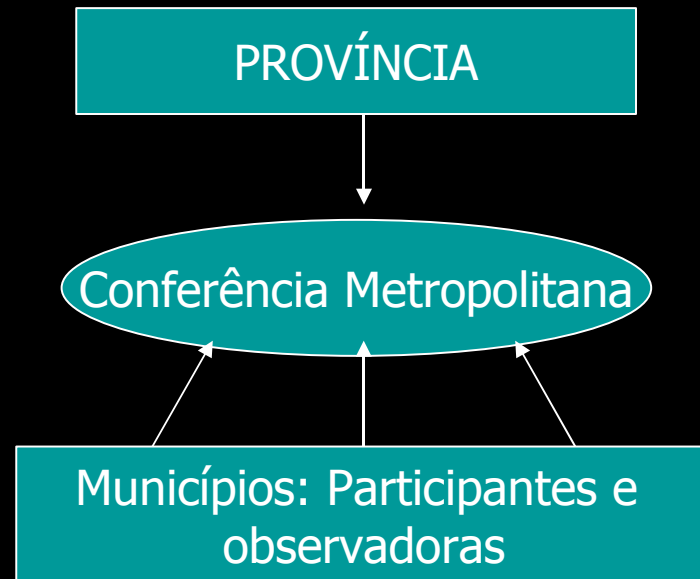 PROVÍNCIA
Conferência Metropolitana
Municípios: Participantes e
observadoras